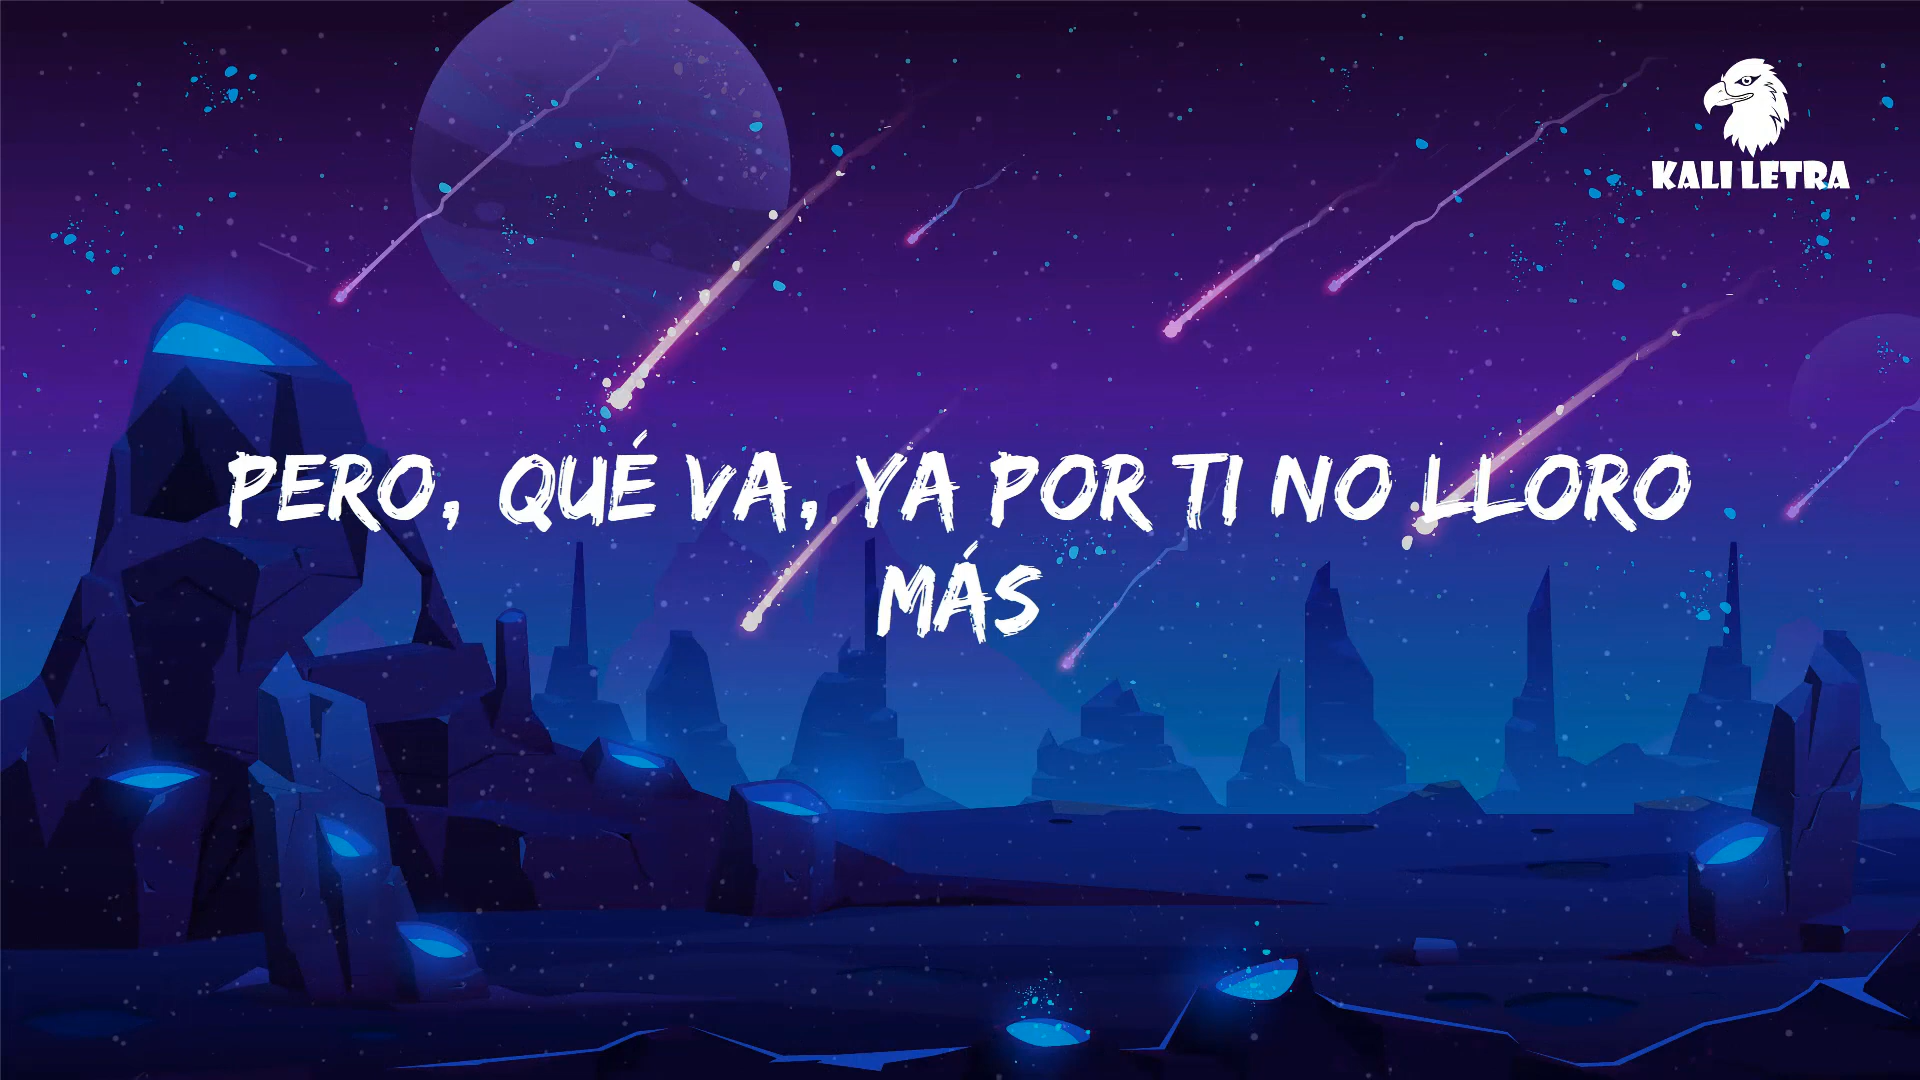 KALI LETRA
PERO, QUÉ VA, YA POR TI NO LLORO
MÁS